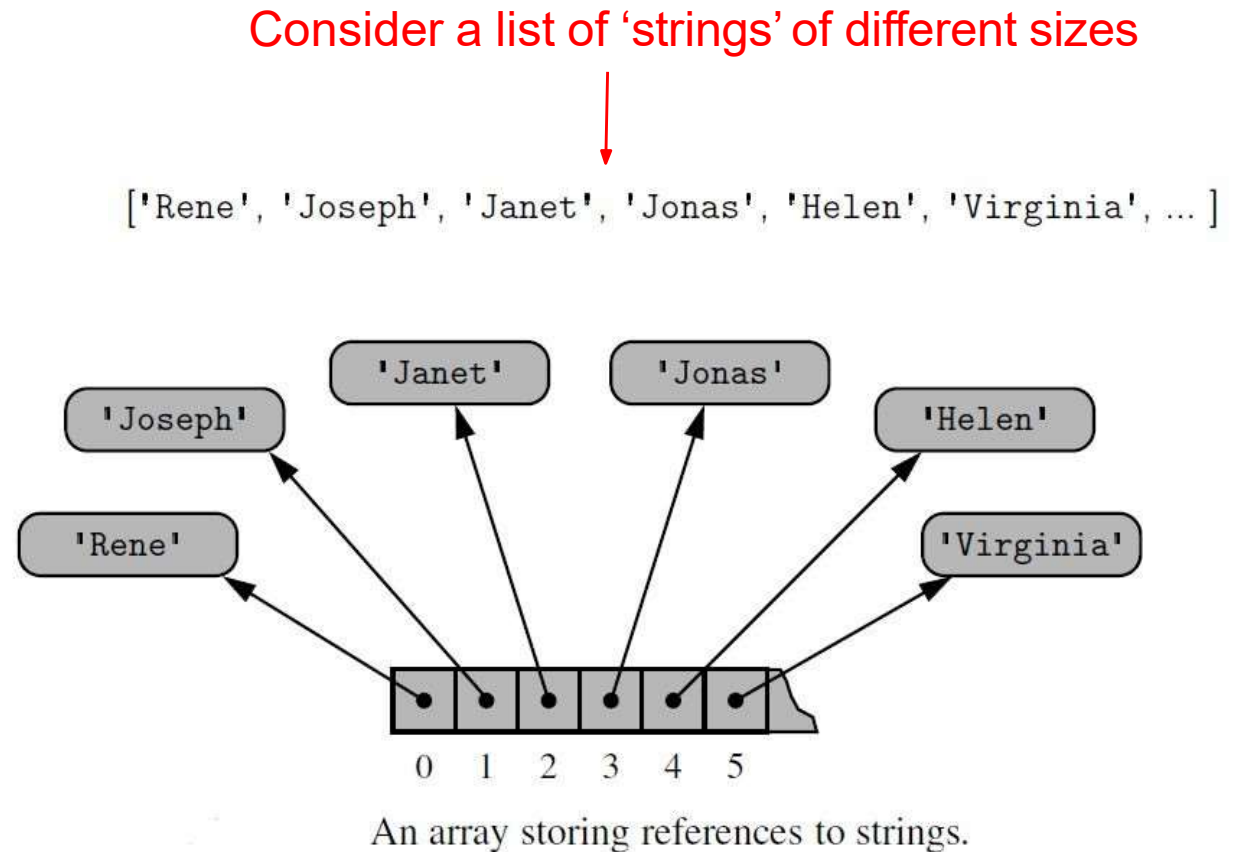 Consider a list of ‘strings’ of different sizes
['Rene', 'Joseph', 'Janet', 'Jonas', 'Helen', 'Virginia', ... ]
'Janet' 'Jonas'
'Joseph' 'Helen'
'Rene' 'Virginia'
0 1 2 3 4 5
An array storing references to strings.